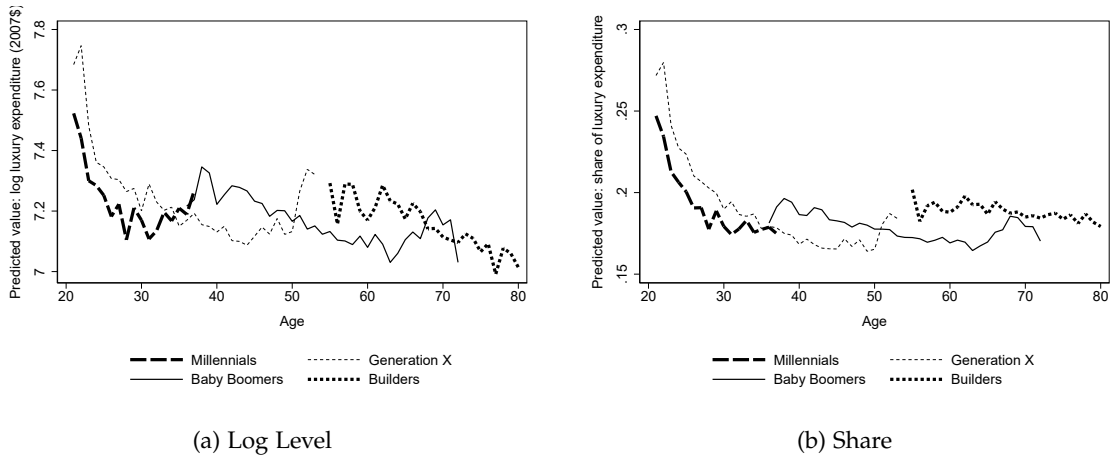 Predicted value: log luxury expenditure (2007$)
7.8
7.6
7.4
7.2
7
20 30 40 50 60 70 80
Age
Millennials Generation X
Baby Boomers Builders
(a) Log Level
Predicted value: share of luxury expenditure
.3
.25
.2
.15
20 30 40 50 60 70 80
Age
Millennials Generation X
Baby Boomers Builders
(b) Share